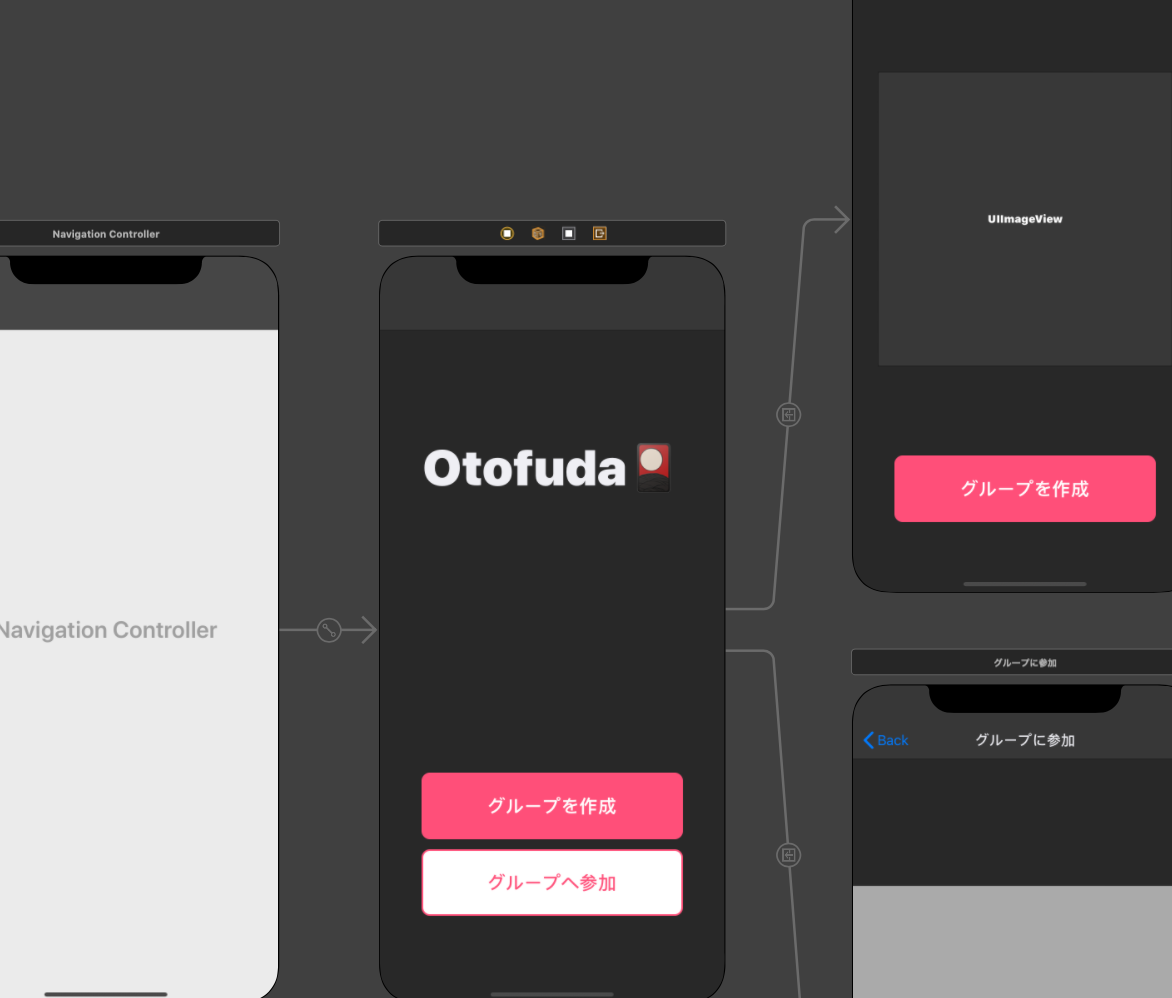 Navigation Controller
Navigation Controller
Otofuda🎴
グループを作成
グループへ参加
UIImageView
グループを作成
グループに参加
Back
グループに参加